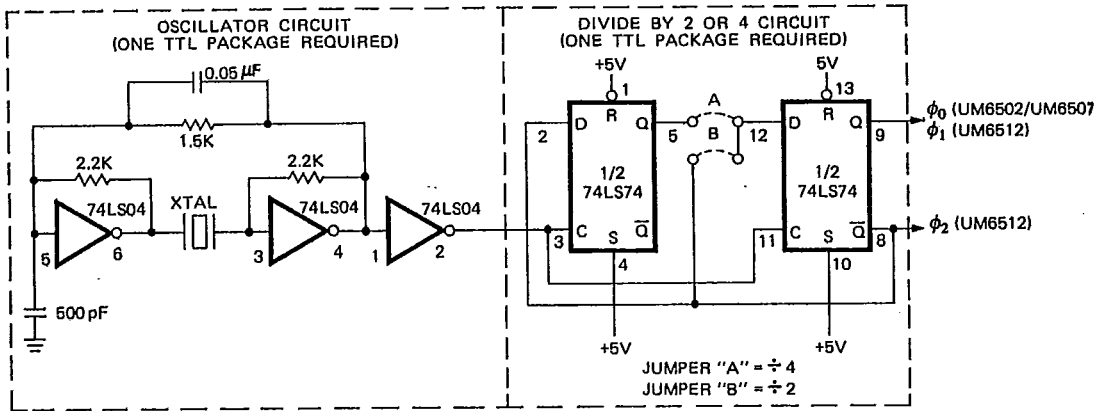 OSCILLATOR CIRCUIT
(ONE TTL PACKAGE REQUIRED)
0.05 µF
1.5K
2.2K
2.2K
74LS04
XTAL
74LS04
74LS04
5
6
3
4
1
2
500 pF
DIVIDE BY 2 OR 4 CIRCUIT
(ONE TTL PACKAGE REQUIRED)
+5V
5V
1
13
R
R
A
B
2
D
Q
5
12
D
Q
9
1/2
74LS74
1/2
74LS74
3
C
S
Q̅
11
C
S
Q̅
8
4
10
+5V
+5V
ϕ0 (UM6502/UM6507
ϕ1 (UM6512)
ϕ2 (UM6512)
JUMPER "A" = ÷ 4
JUMPER "B" = ÷ 2